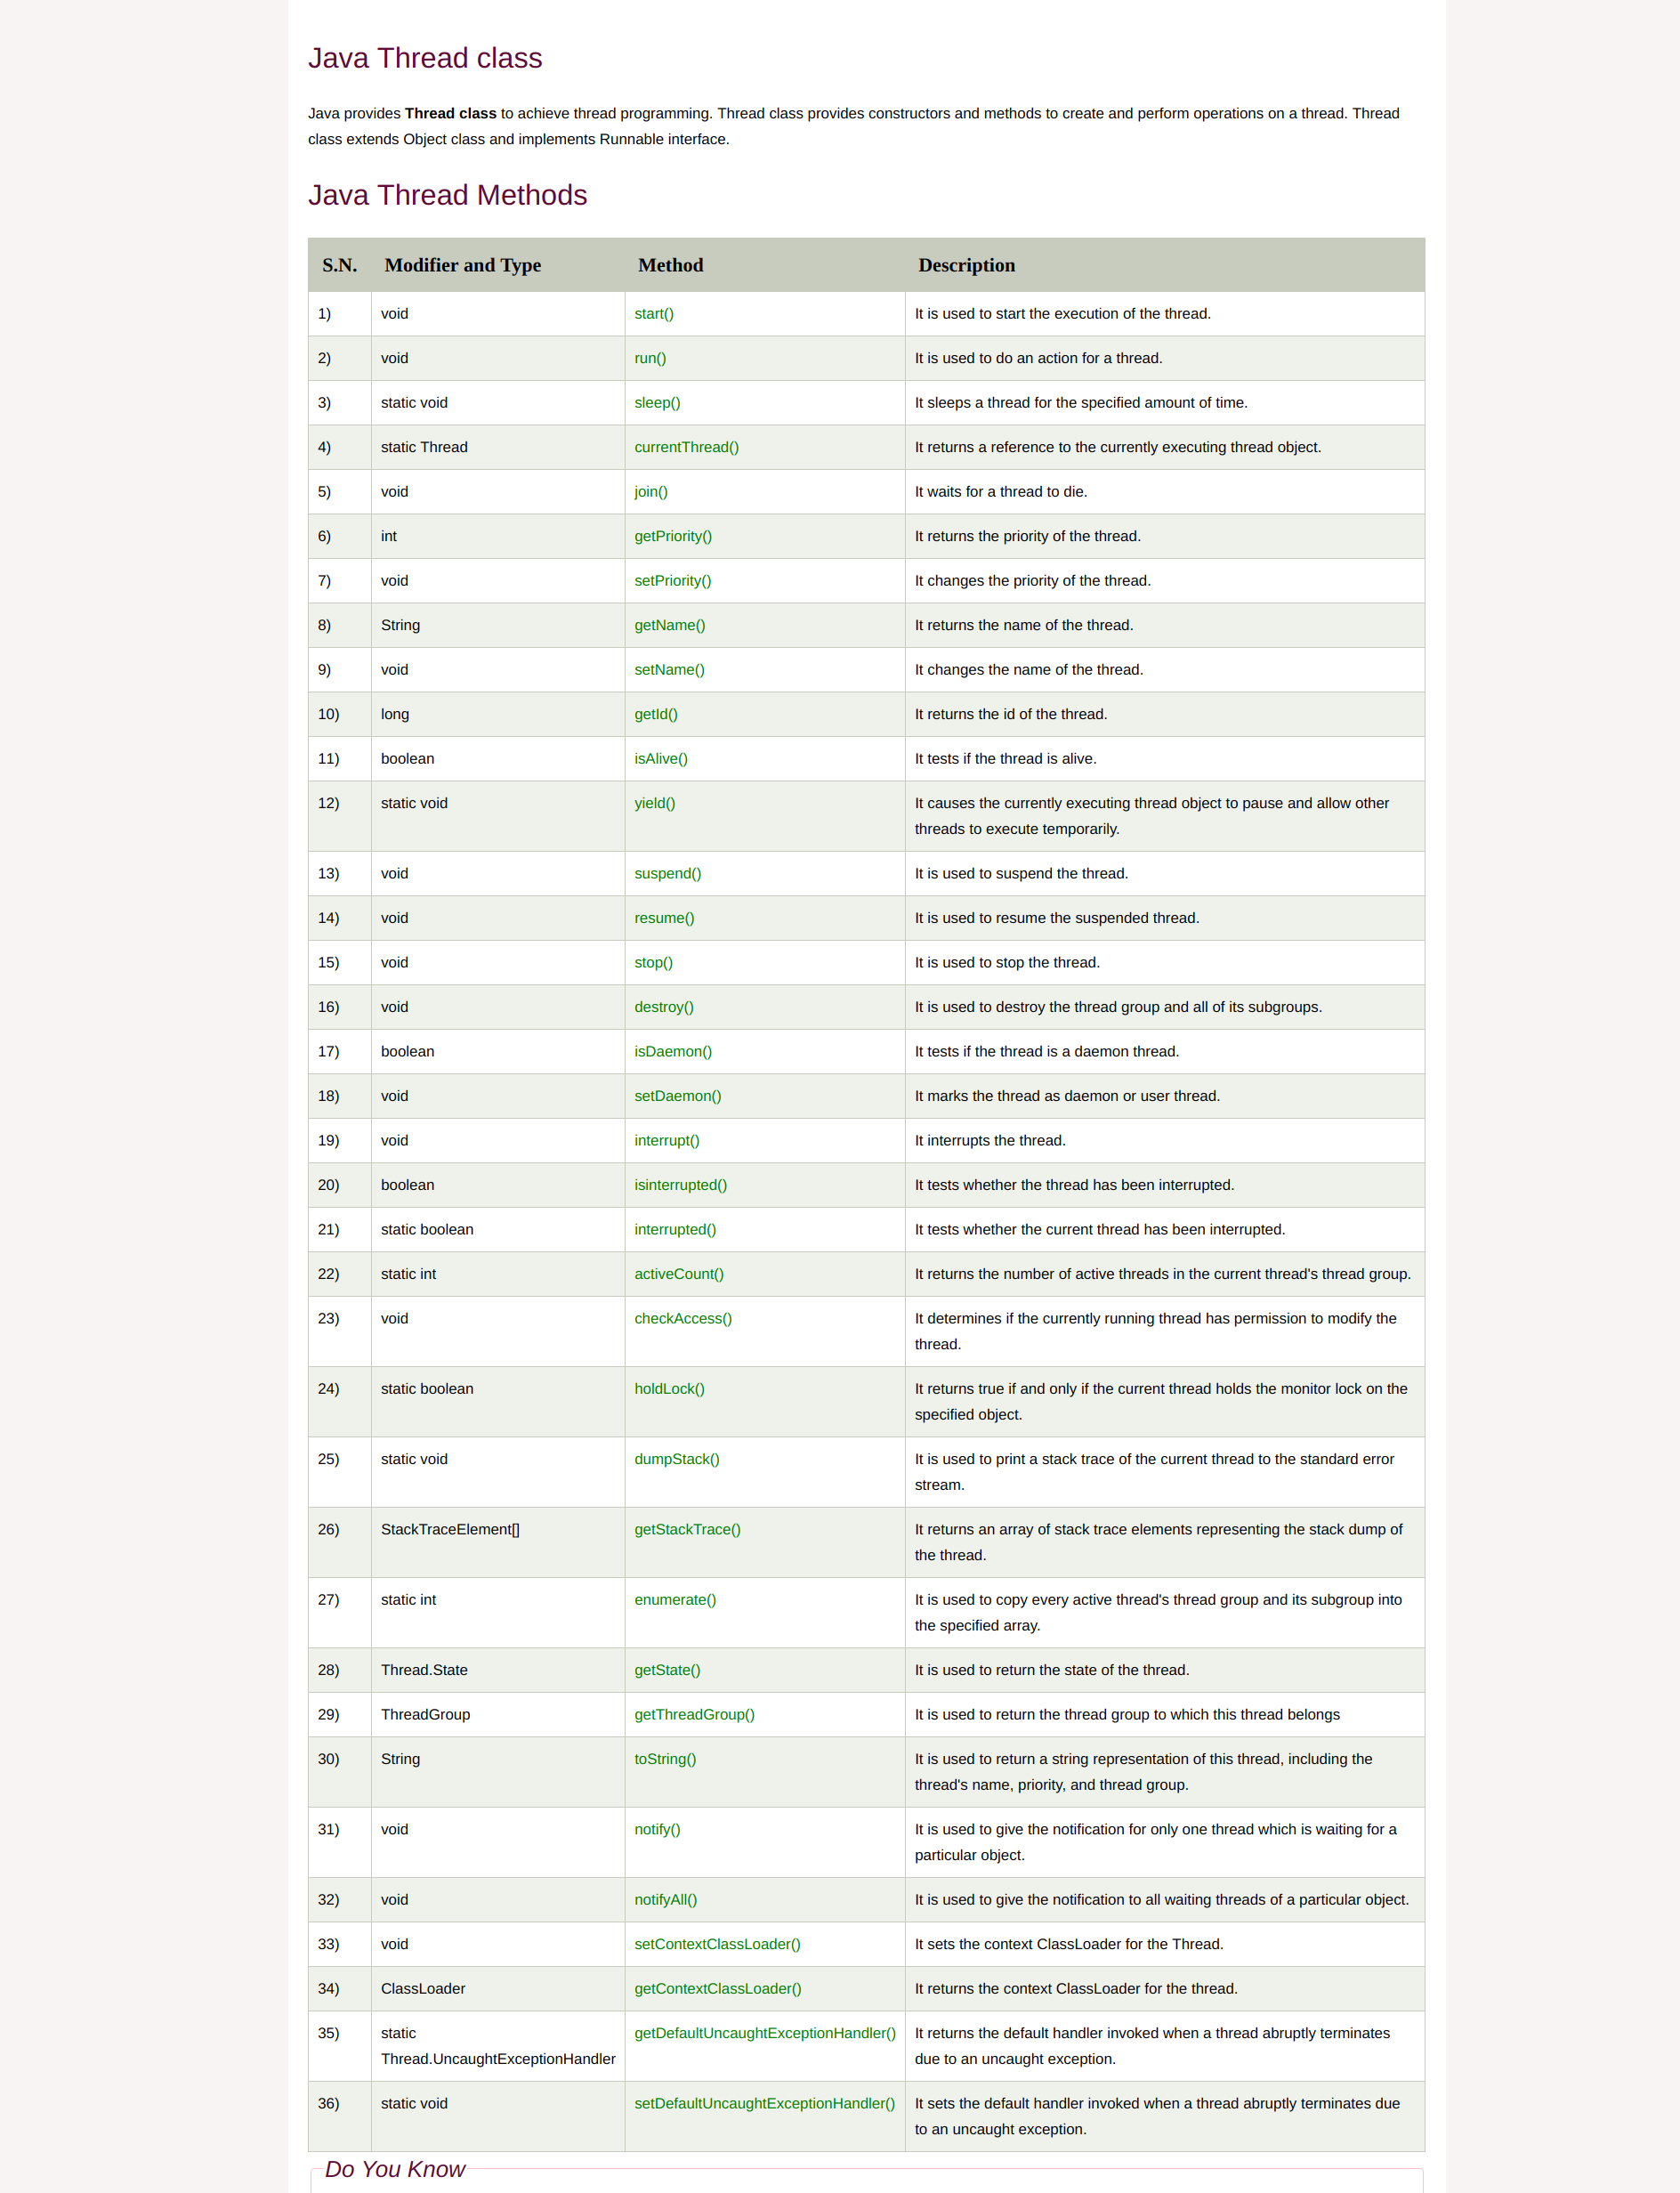 Java Thread class
Java provides Thread class to achieve thread programming. Thread class provides constructors and methods to create and perform operations on a thread. Thread
class extends Object class and implements Runnable interface.
Java Thread Methods
S.N. Modifier and Type Method Description
1) void start() It is used to start the execution of the thread.
2) void run() It is used to do an action for a thread.
3) static void sleep() It sleeps a thread for the specified amount of time.
4) static Thread currentThread() It returns a reference to the currently executing thread object.
5) void join() It waits for a thread to die.
6) int getPriority() It returns the priority of the thread.
7) void setPriority() It changes the priority of the thread.
8) String getName() It returns the name of the thread.
9) void setName() It changes the name of the thread.
10) long getId() It returns the id of the thread.
11) boolean isAlive() It tests if the thread is alive.
12) static void yield() It causes the currently executing thread object to pause and allow other
threads to execute temporarily.
13) void suspend() It is used to suspend the thread.
14) void resume() It is used to resume the suspended thread.
15) void stop() It is used to stop the thread.
16) void destroy() It is used to destroy the thread group and all of its subgroups.
17) boolean isDaemon() It tests if the thread is a daemon thread.
18) void setDaemon() It marks the thread as daemon or user thread.
19) void interrupt() It interrupts the thread.
20) boolean isinterrupted() It tests whether the thread has been interrupted.
21) static boolean interrupted() It tests whether the current thread has been interrupted.
22) static int activeCount() It returns the number of active threads in the current thread's thread group.
23) void checkAccess() It determines if the currently running thread has permission to modify the
thread.
24) static boolean holdLock() It returns true if and only if the current thread holds the monitor lock on the
specified object.
25) static void dumpStack() It is used to print a stack trace of the current thread to the standard error
stream.
26) StackTraceElement[] getStackTrace() It returns an array of stack trace elements representing the stack dump of
the thread.
27) static int enumerate() It is used to copy every active thread's thread group and its subgroup into
the specified array.
28) Thread.State getState() It is used to return the state of the thread.
29) ThreadGroup getThreadGroup() It is used to return the thread group to which this thread belongs
30) String toString() It is used to return a string representation of this thread, including the
thread's name, priority, and thread group.
31) void notify() It is used to give the notification for only one thread which is waiting for a
particular object.
32) void notifyAll() It is used to give the notification to all waiting threads of a particular object.
33) void setContextClassLoader() It sets the context ClassLoader for the Thread.
34) ClassLoader getContextClassLoader() It returns the context ClassLoader for the thread.
35) static getDefaultUncaughtExceptionHandler() It returns the default handler invoked when a thread abruptly terminates
Thread.UncaughtExceptionHandler due to an uncaught exception.
36) static void setDefaultUncaughtExceptionHandler() It sets the default handler invoked when a thread abruptly terminates due
to an uncaught exception.
Do You Know